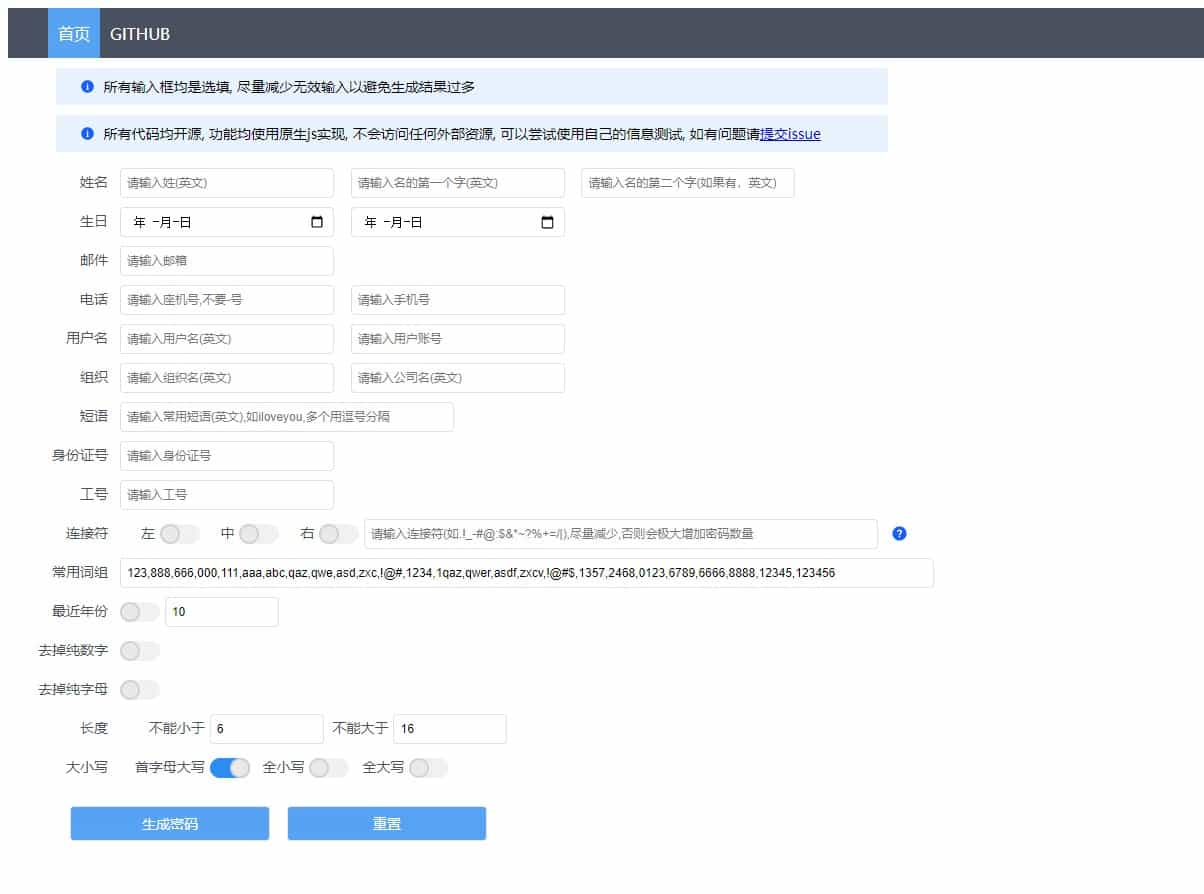 首页 GITHUB
所有输入框均是选填, 尽量减少无效输入以避免生成结果过多
所有代码均开源, 功能均使用原生js实现, 不会访问任何外部资源, 可以尝试使用自己的信息测试, 如有问题请提交issue
姓名 请输入姓(英文) 请输入名的第一个字(英文) 请输入名的第二个字(如果有，英文)
生日 年 -月-日 年 -月-日
邮件 请输入邮箱
电话 请输入座机号,不要-号 请输入手机号
用户名 请输入用户名(英文) 请输入用户账号
组织 请输入组织名(英文) 请输入公司名(英文)
短语 请输入常用短语(英文),如iloveyou,多个用逗号分隔
身份证号 请输入身份证号
工号 请输入工号
连接符 左 中 右 请输入连接符(如.!_-#@:$&*~?%+=/|),尽量减少,否则会极大增加密码数量
常用词组 123,888,666,000,111,aaa,abc,qaz,qwe,asd,zxc,!@#,1234,1qaz,qwer,asdf,zxcv,!@#$,1357,2468,0123,6789,6666,8888,12345,123456
最近年份 10
去掉纯数字
去掉纯字母
长度 不能小于 6 不能大于 16
大小写 首字母大写 全小写 全大写
生成密码 重置